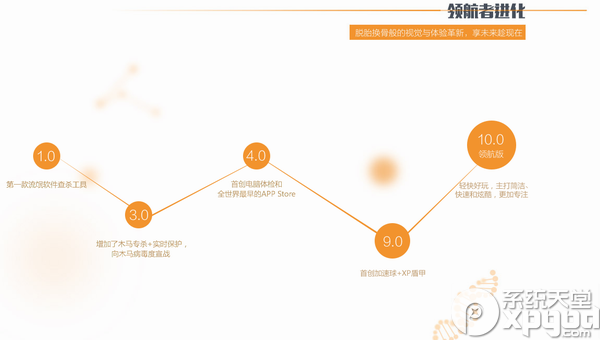 领航者进化
脱胎换骨般的视觉与体验革新，享未来趁现在
1.0
第一款流氓软件查杀工具
3.0
增加了木马专杀+实时保护，
向木马病毒宣战
4.0
首创电脑体检和
全世界最早的APP Store
9.0
首创加速球+XP盾甲
10.0
领航版
轻快好玩，主打简洁、
快速和炫酷，更加专注
系统天堂